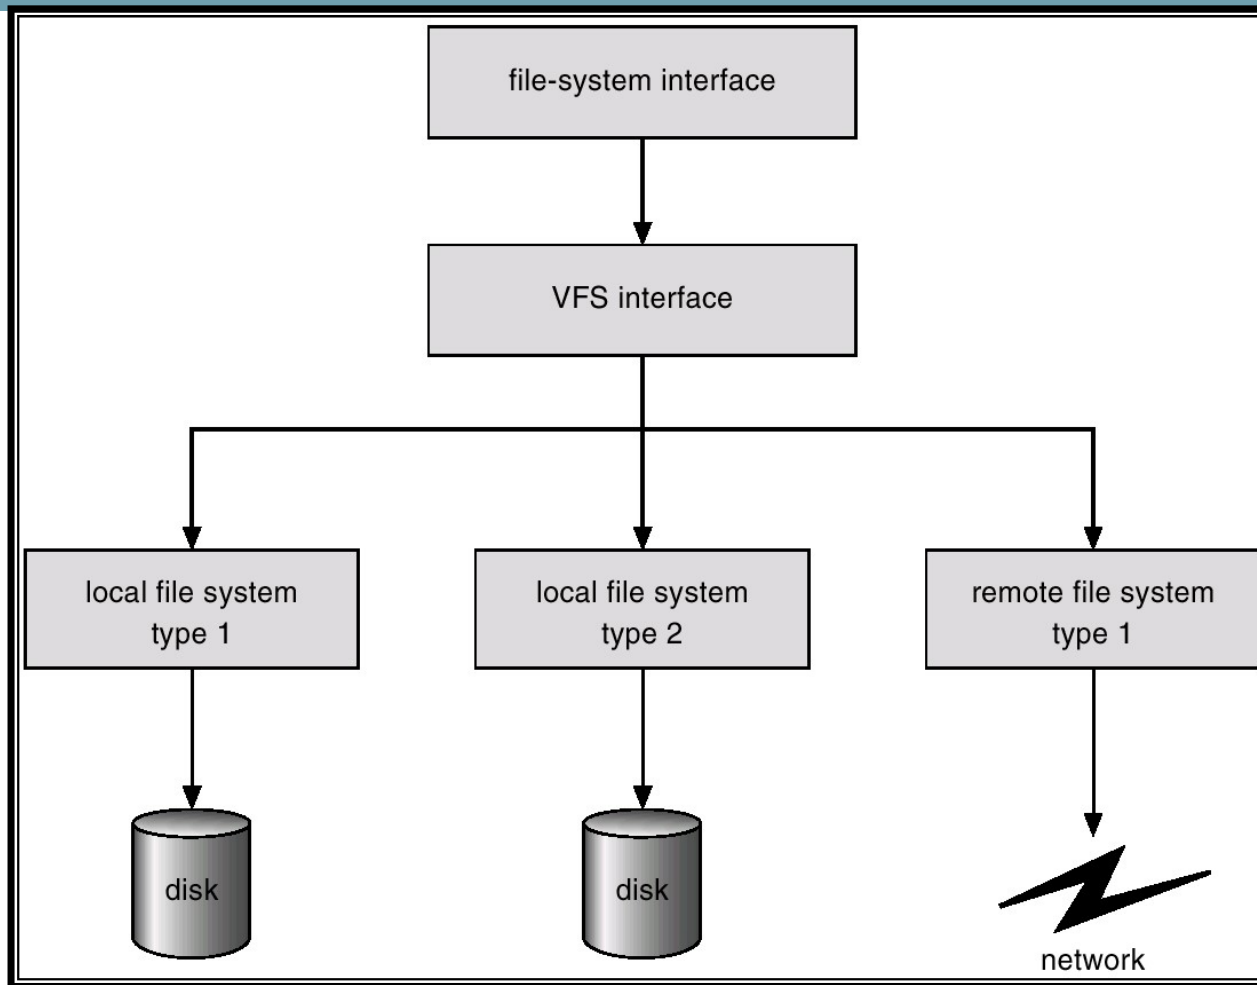 file-system interface
VFS interface
local file system
type 1
local file system
type 2
remote file system
type 1
disk
disk
network